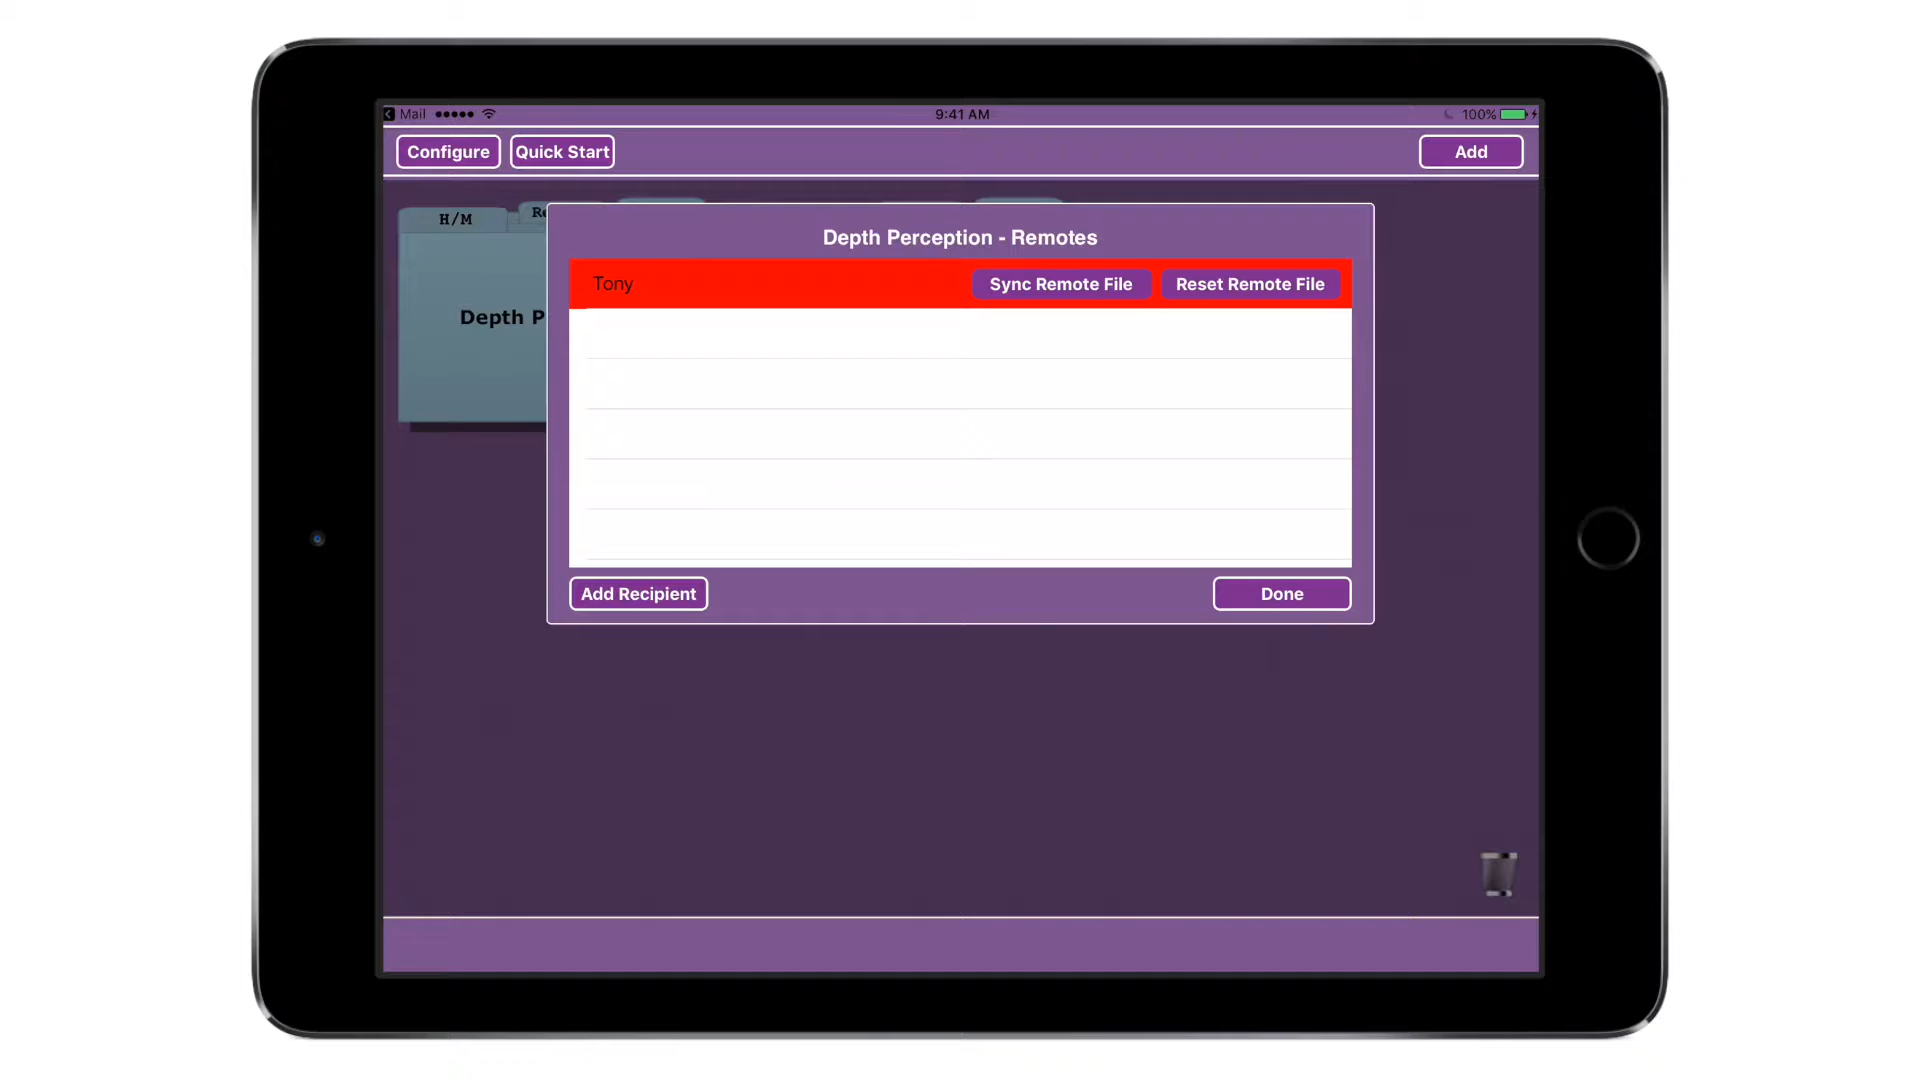 Mail 9:41 AM 100%
Configure Quick Start Add
H/M
Depth Perception - Remotes
Tony Sync Remote File Reset Remote File
Depth
Add Recipient Done